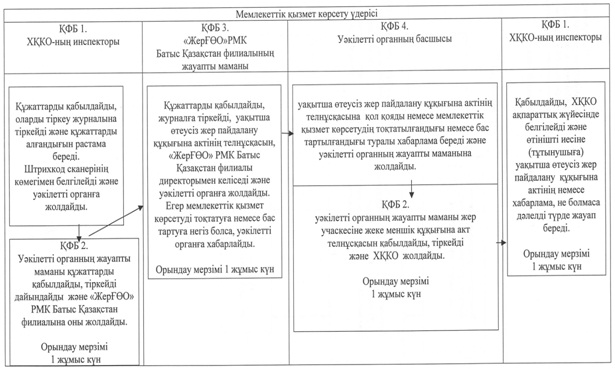 Мемлекеттік қызмет көрсету үдерісі
ҚФБ 1.
ХҚКО-ның инспекторы
ҚФБ 3.
«ЖерҒӨО»РМК
Батыс Қазақстан филиалының
жауапты маманы
ҚФБ 4.
Уәкілетті органның басшысы
ҚФБ 1.
ХҚКО-ның инспекторы
Құжаттарды қабылдайды,
оларды тіркеу журналына
тіркейді және құжаттарды
алғандығын растама
береді.
Штрихкод сканерінің
көмегімен белгілейді және
уәкілетті органға
жолдайды.
ҚФБ 2.
Уәкілетті органның жауапты
маманы құжаттарды
қабылдайды, тіркейді
дайындайды және «ЖерҒӨО»
РМК Батыс Қазақстан
филиалына оны жолдайды.
Орындау мерзімі
1 жұмыс күн
Құжаттарды қабылдайды,
журналға тіркейді, уақытша
өтеусіз жер пайдалану
құқығына актінің телнұсқасын,
«ЖерҒӨО» РМК Батыс
Қазақстан филиалы
директорымен келіседі және
уәкілетті органға жолдайды.
Егер мемлекеттік қызмет
көрсетуді тоқтатуға немесе бас
тартуға негіз болса, уәкілетті
органға хабарлайды.
Орындау мерзімі
1 жұмыс күн
уақытша өтеусіз жер пайдалану құқығына актінің
телнұсқасына қол қояды немесе мемлекеттік
қызмет көрсетудің тоқтатылғандығы немесе бас
тартылғандығы туралы хабарлама береді және
уәкілетті органның жауапты маманына
жолдайды.
ҚФБ 2.
уәкілетті органның жауапты маманы жер
учаскесіне жеке меншік құқығына акт
телнұсқасын қабылдайды, тіркейді
және ХҚКО жолдайды.
Орындау мерзімі
1 жұмыс күн
Қабылдайды, ХҚКО
ақпараттық жүйесінде
белгілейді және
өтінішті иесіне
(тұтынушыға)
уақытша өтеусіз жер
пайдалану құқығына
актінің немесе
хабарлама, не болмаса
дәлелді түрде жауап
береді.